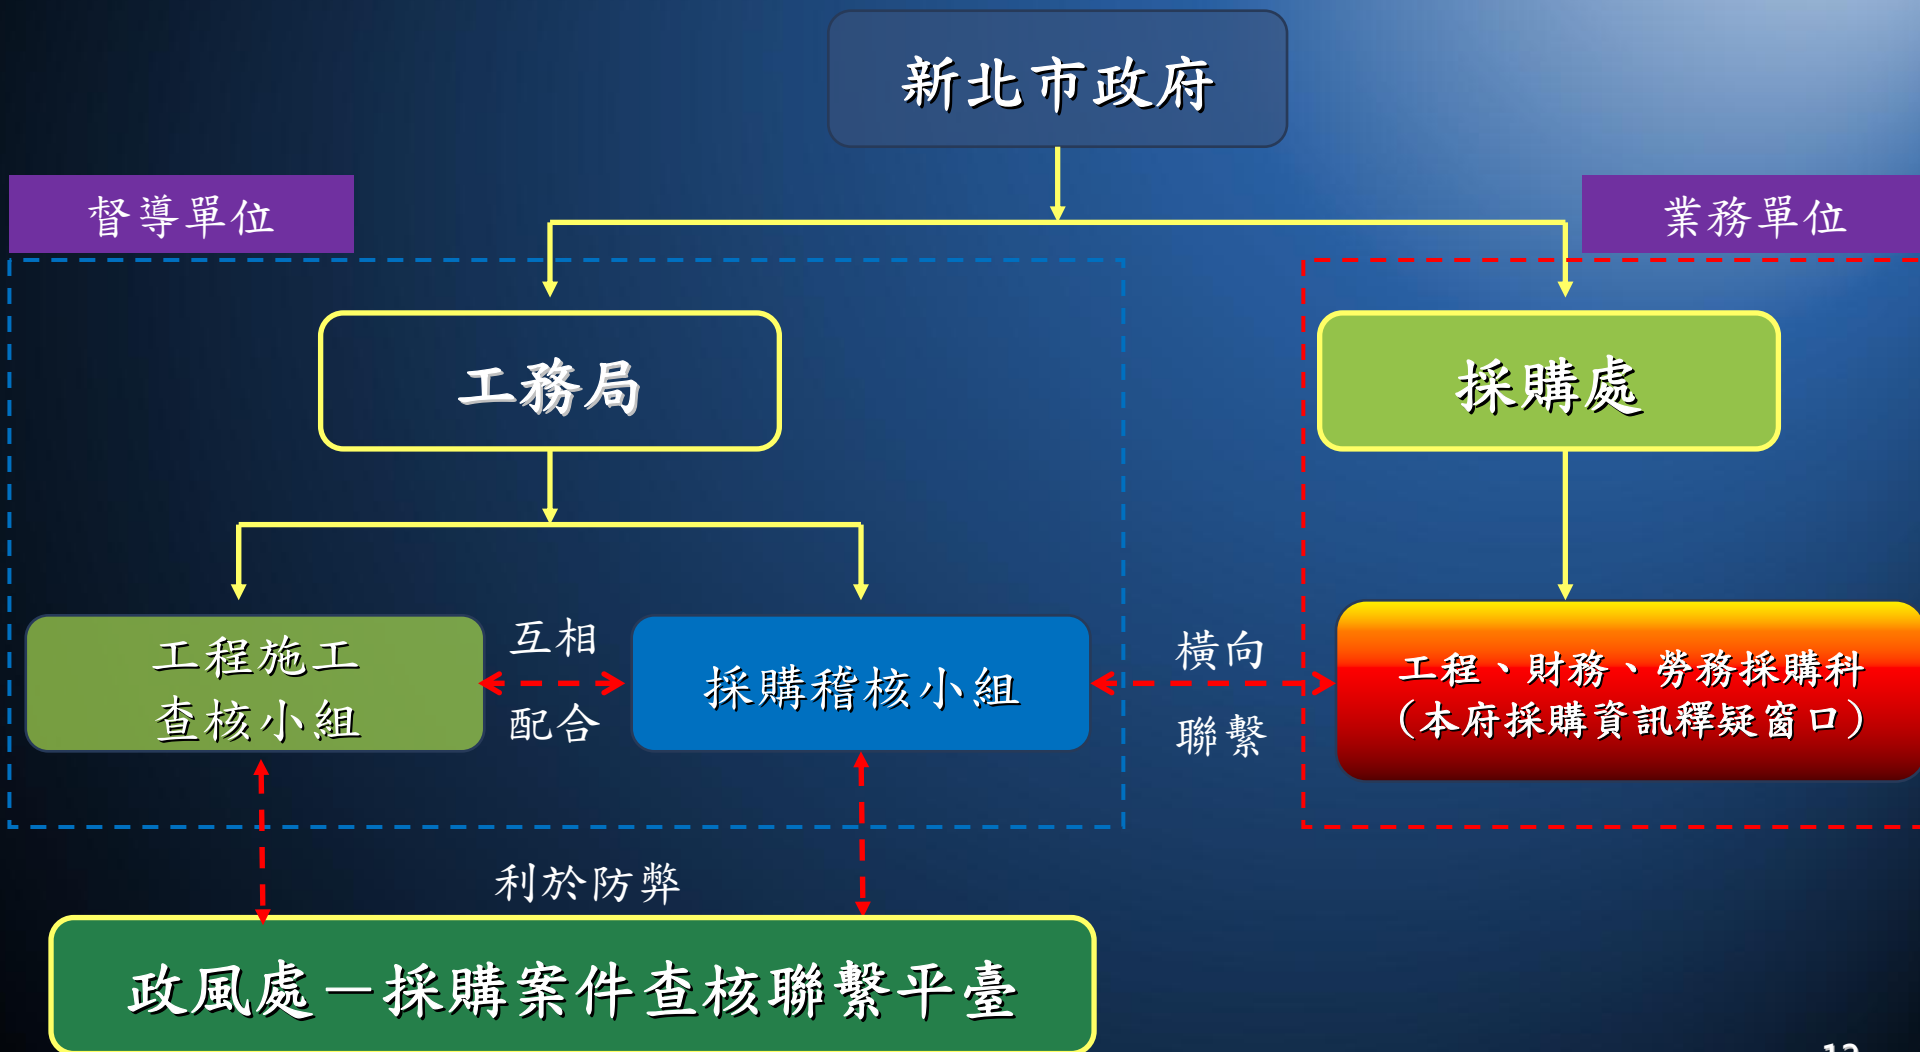 新北市政府
督導單位
業務單位
工務局
採購處
工程施工
查核小組
互相
配合
採購稽核小組
橫向
聯繫
工程、財務、勞務採購科
（本府採購資訊釋疑窗口）
利於防弊
政風處－採購案件查核聯繫平臺